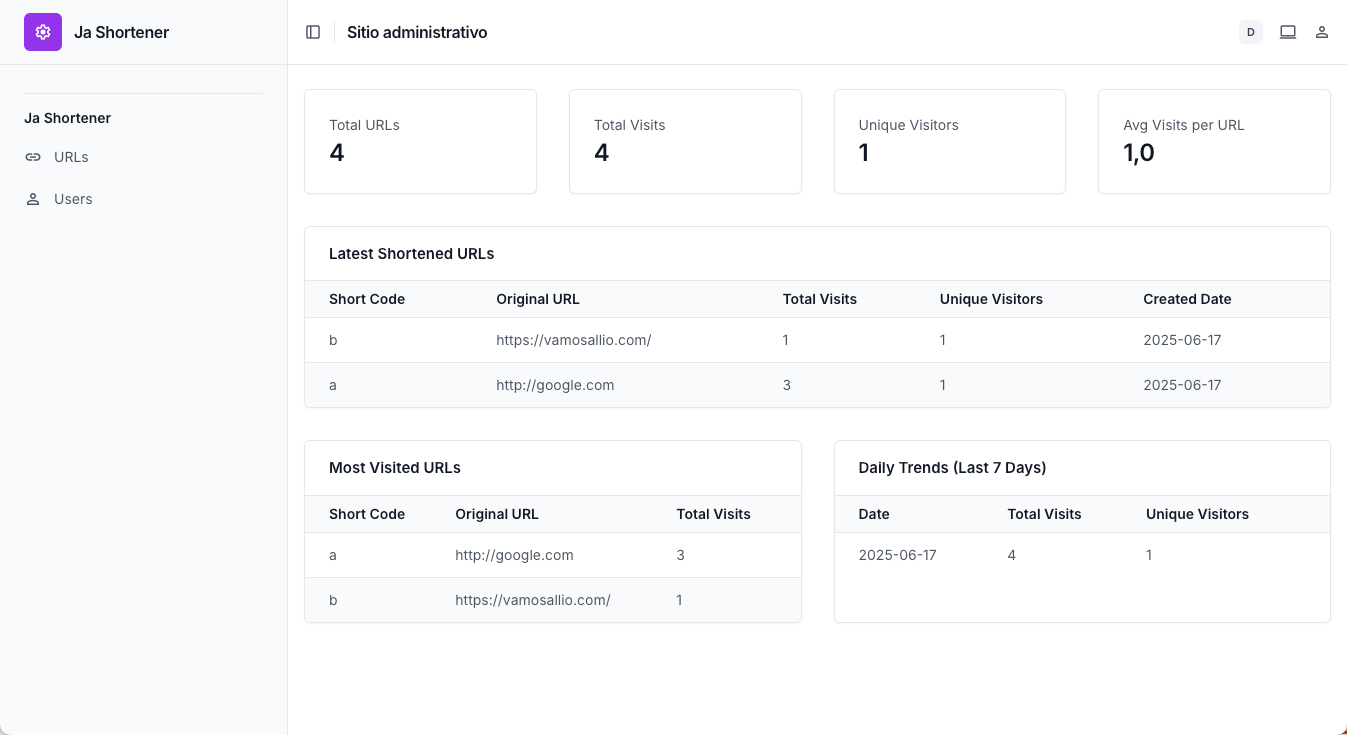 Ja Shortener
Sitio administrativo
D
Ja Shortener
URLs
Users
Total URLs
4
Total Visits
4
Unique Visitors
1
Avg Visits per URL
1,0
Latest Shortened URLs
Short Code Original URL Total Visits Unique Visitors Created Date
b https://vamosallio.com/ 1 1 2025-06-17
a http://google.com 3 1 2025-06-17
Most Visited URLs
Short Code Original URL Total Visits
a http://google.com 3
b https://vamosallio.com/ 1
Daily Trends (Last 7 Days)
Date Total Visits Unique Visitors
2025-06-17 4 1